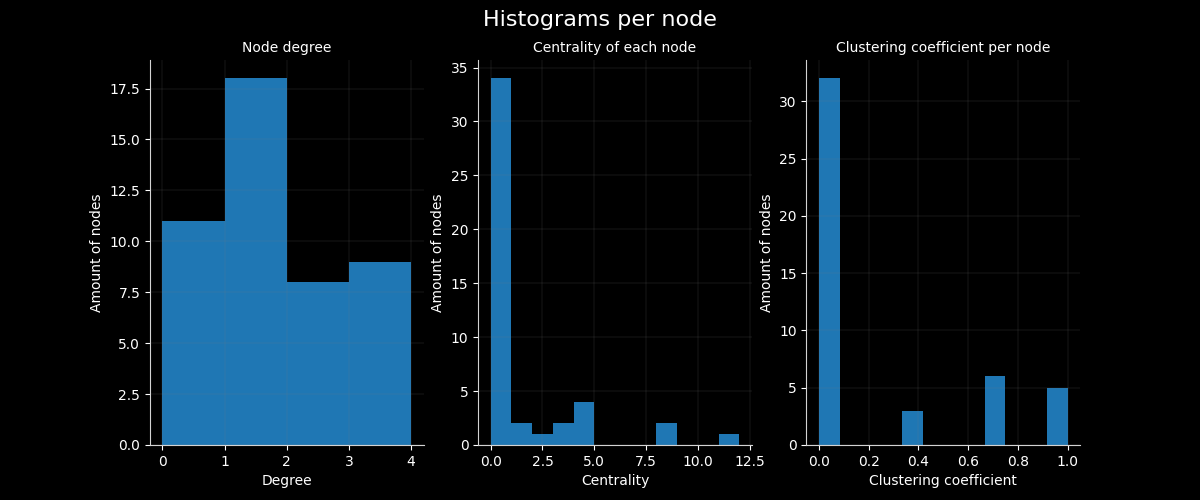 Histograms per node
Node degree
Amount of nodes
17.5
15.0
12.5
10.0
7.5
5.0
2.5
0.0
0 1 2 3 4
Degree
Centrality of each node
Amount of nodes
35
30
25
20
15
10
5
0
0.0 2.5 5.0 7.5 10.0 12.5
Centrality
Clustering coefficient per node
Amount of nodes
30
25
20
15
10
5
0
0.0 0.2 0.4 0.6 0.8 1.0
Clustering coefficient